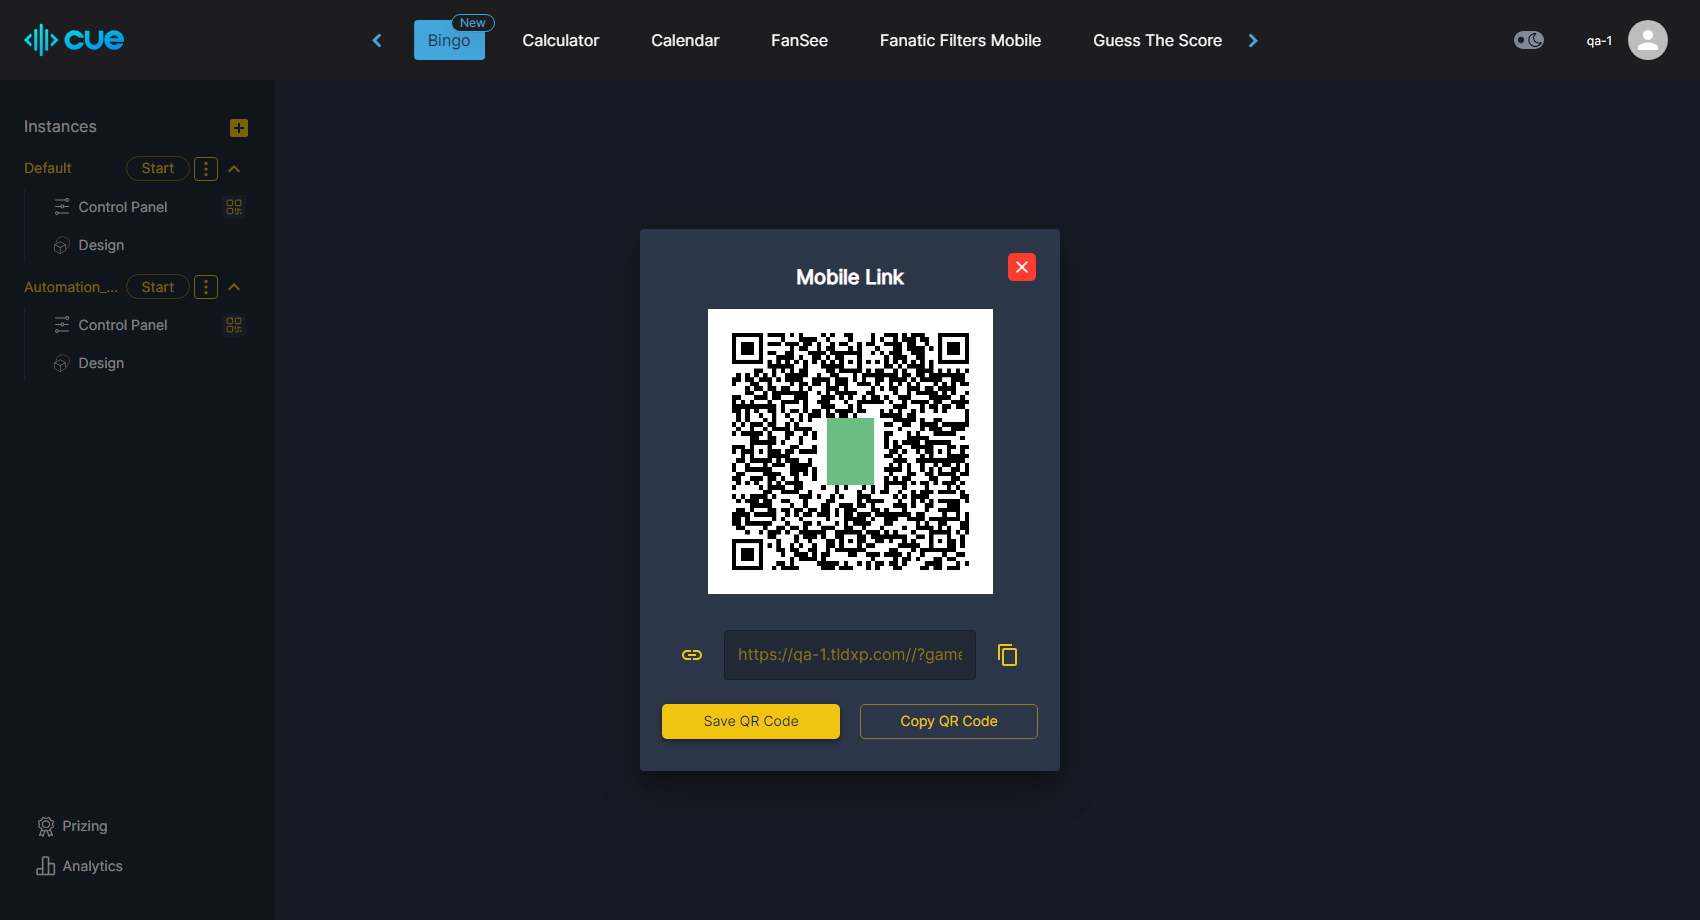 cue
Bingo
New
Calculator
Calendar
FanSee
Fanatic Filters Mobile
Guess The Score
qa-1
Instances
Default
Start
Control Panel
Design
Automation_...
Start
Control Panel
Design
Prizing
Analytics
Mobile Link
https://qa-1.tldxp.com//?game
Save QR Code
Copy QR Code